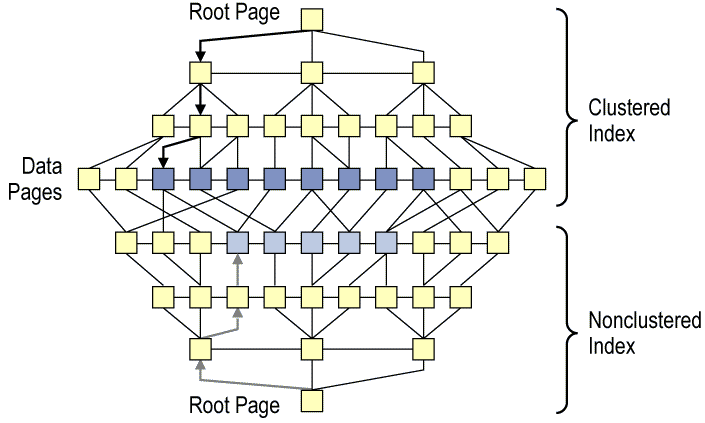 Root Page
Clustered
Index
Data
Pages
Nonclustered
Index
Root Page